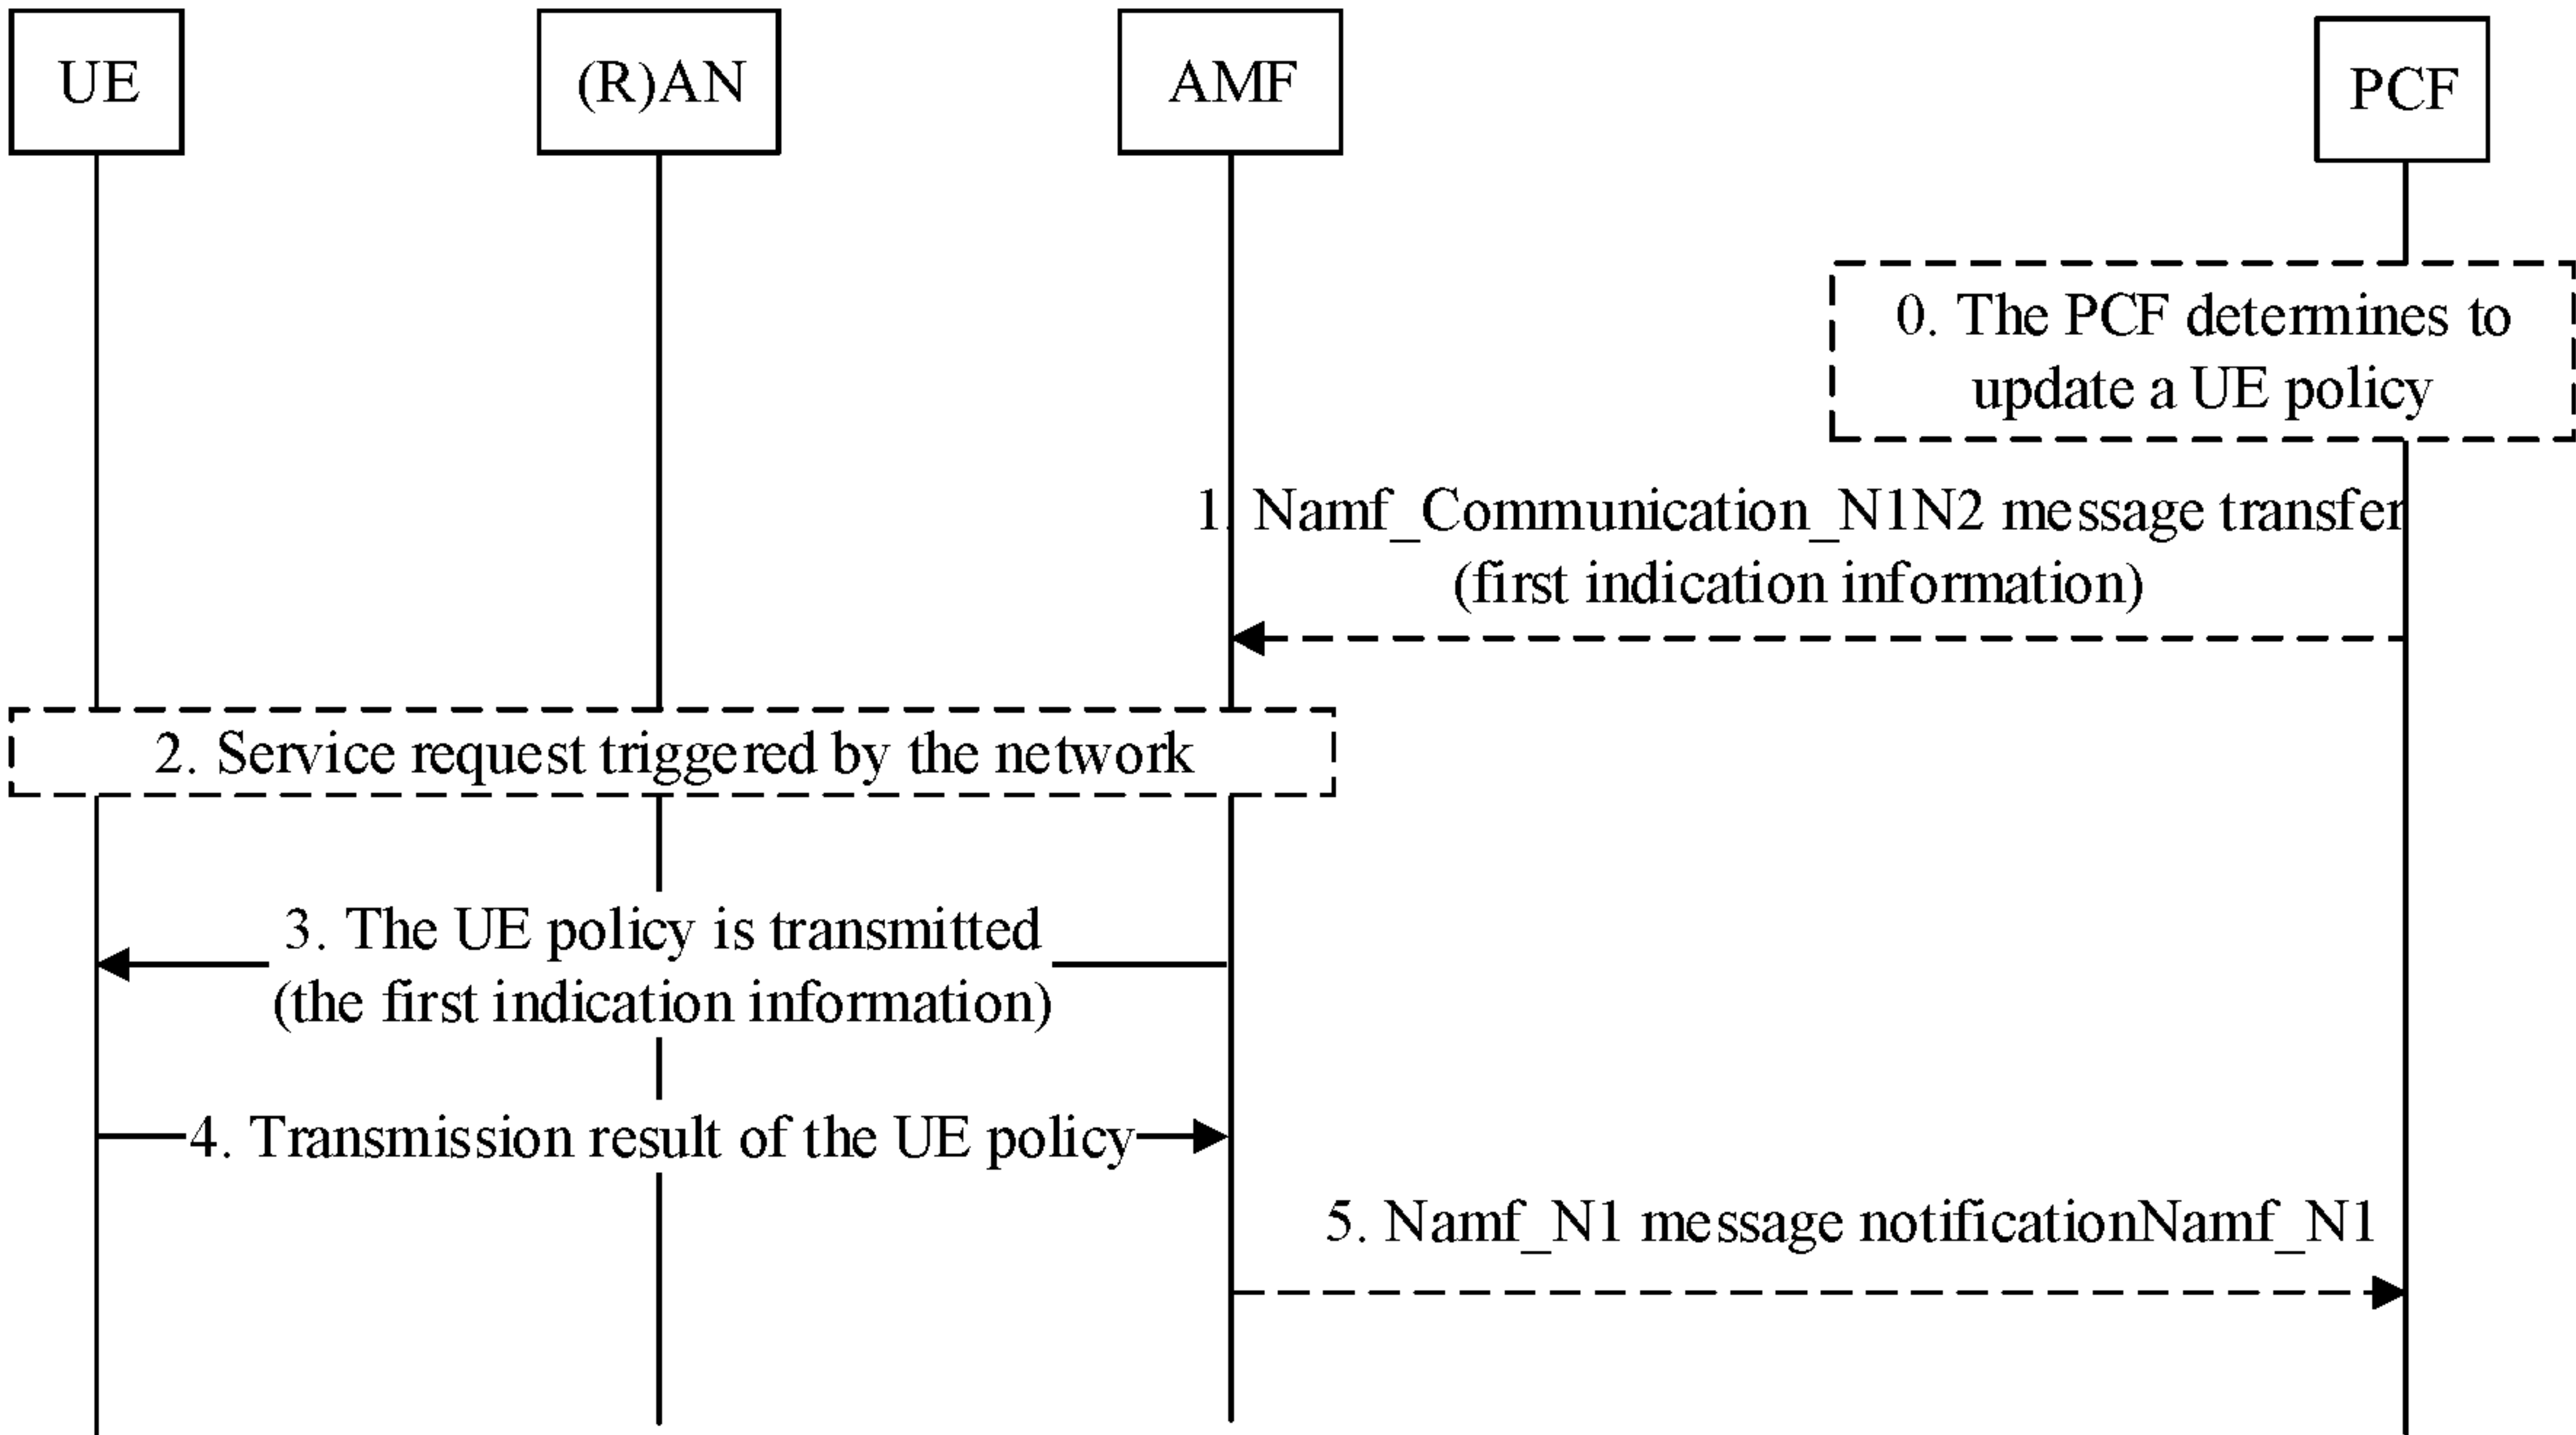 UE
(R)AN
AMF
PCF
0. The PCF determines to
update a UE policy
1. Namf_Communication_N1N2 message transfer
(first indication information)
2. Service request triggered by the network
3. The UE policy is transmitted
(the first indication information)
4. Transmission result of the UE policy
5. Namf_N1 message notificationNamf_N1